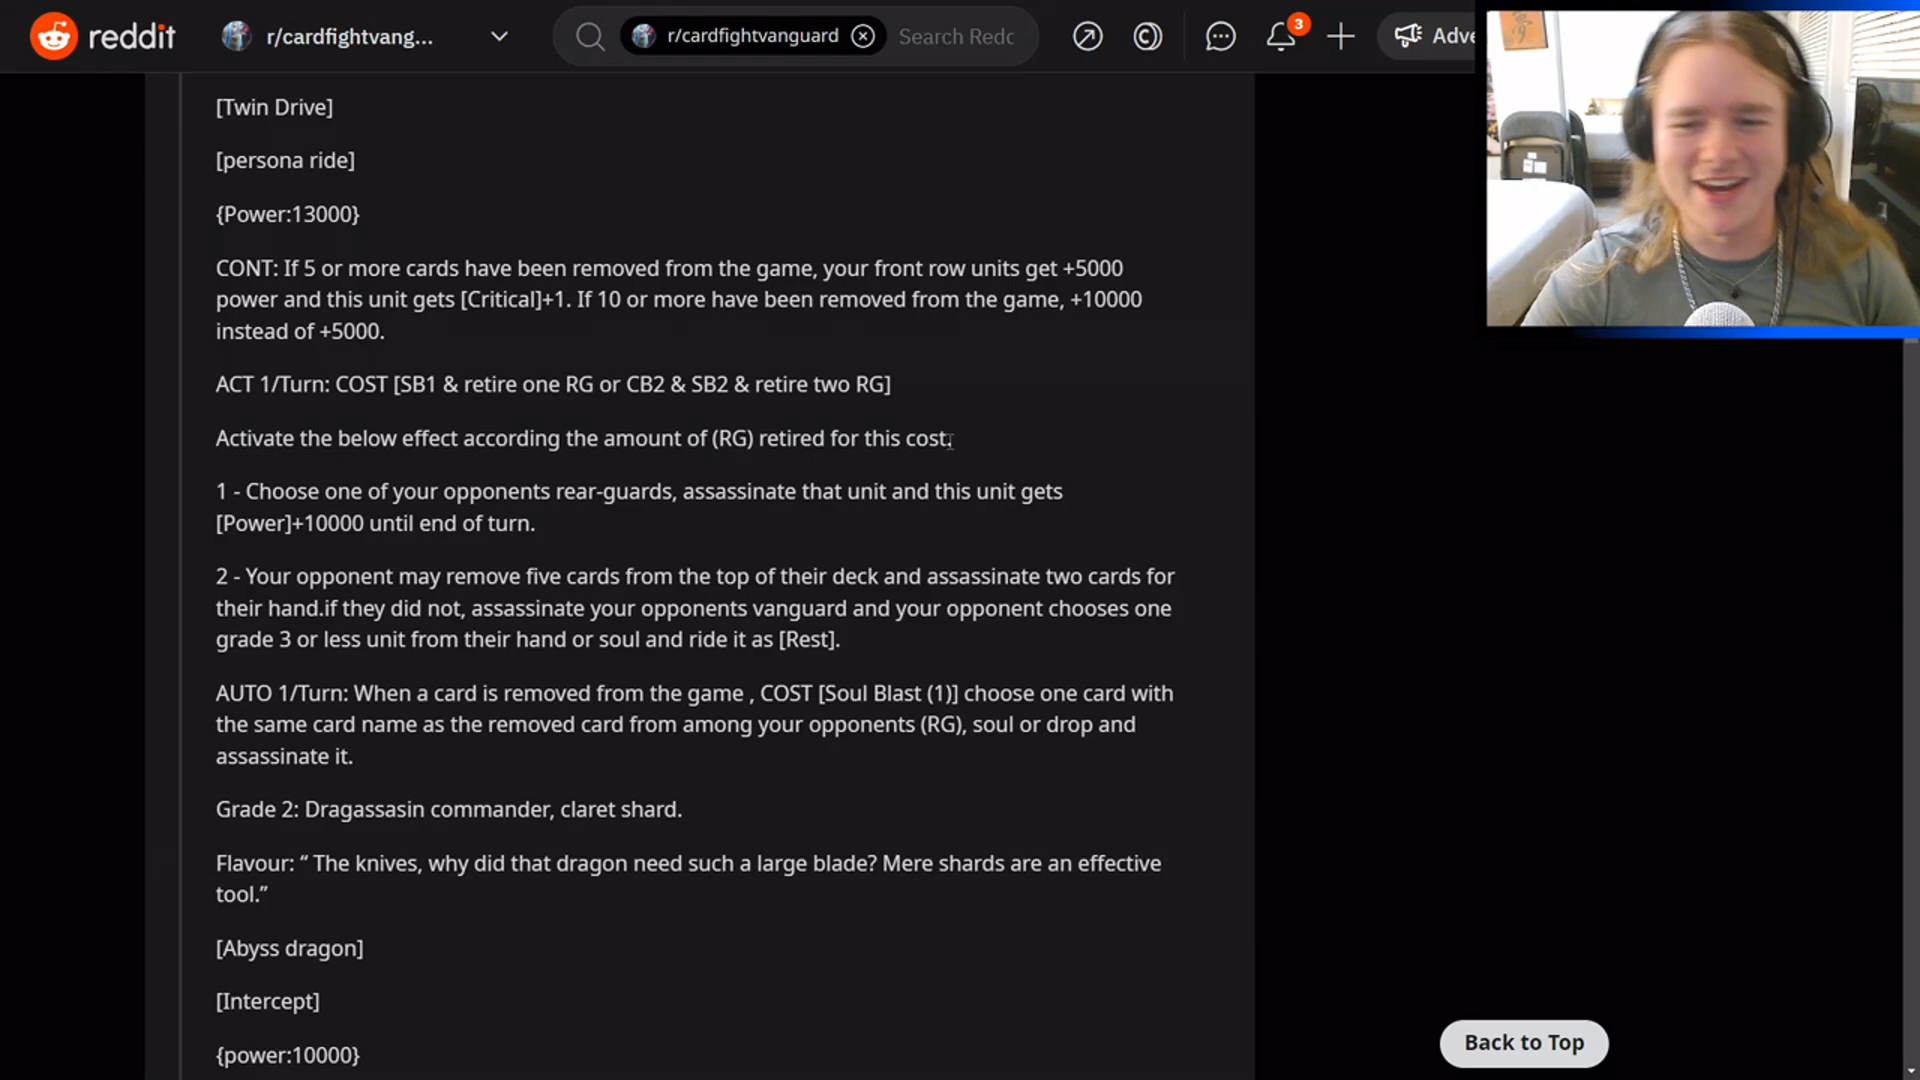 reddit
r/cardfightvang...
r/cardfightvanguard
Search Redc
3
Adve
[Twin Drive]
[persona ride]
{Power:13000}
CONT: If 5 or more cards have been removed from the game, your front row units get +5000
power and this unit gets [Critical]+1. If 10 or more have been removed from the game, +10000
instead of +5000.
ACT 1/Turn: COST [SB1 & retire one RG or CB2 & SB2 & retire two RG]
Activate the below effect according the amount of (RG) retired for this cost.
1 - Choose one of your opponents rear-guards, assassinate that unit and this unit gets
[Power]+10000 until end of turn.
2 - Your opponent may remove five cards from the top of their deck and assassinate two cards for
their hand.if they did not, assassinate your opponents vanguard and your opponent chooses one
grade 3 or less unit from their hand or soul and ride it as [Rest].
AUTO 1/Turn: When a card is removed from the game , COST [Soul Blast (1)] choose one card with
the same card name as the removed card from among your opponents (RG), soul or drop and
assassinate it.
Grade 2: Dragassasin commander, claret shard.
Flavour: “ The knives, why did that dragon need such a large blade? Mere shards are an effective
tool.”
[Abyss dragon]
[Intercept]
{power:10000}
Back to Top